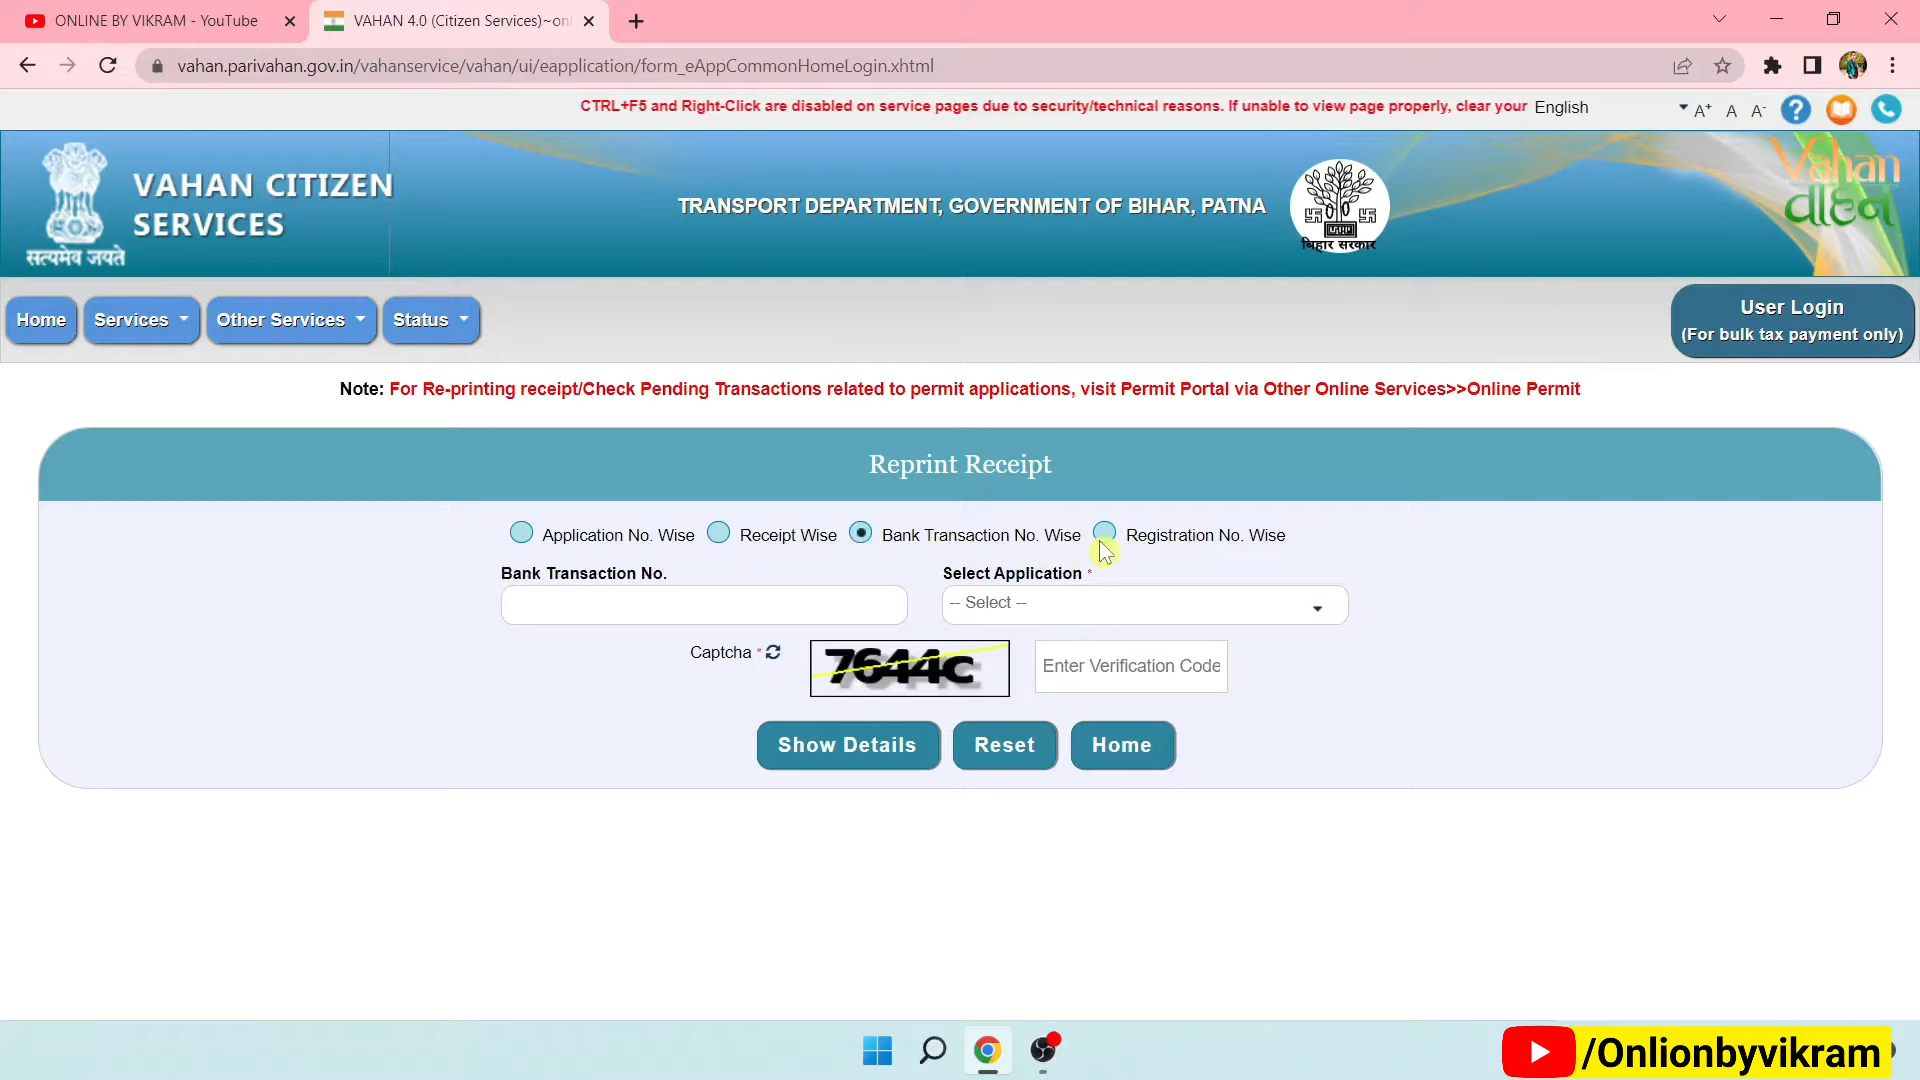 ONLINE BY VIKRAM - YouTube
VAHAN 4.0 (Citizen Services)~onl
vahan.parivahan.gov.in/vahanservice/vahan/ui/eapplication/form_eAppCommonHomeLogin.xhtml
CTRL+F5 and Right-Click are disabled on service pages due to security/technical reasons. If unable to view page properly, clear your
English
A+ A A-
VAHAN CITIZEN
SERVICES
सत्यमेव जयते
TRANSPORT DEPARTMENT, GOVERNMENT OF BIHAR, PATNA
बिहार सरकार
Vahan
वाहन
Home
Services
Other Services
Status
User Login
(For bulk tax payment only)
Note: For Re-printing receipt/Check Pending Transactions related to permit applications, visit Permit Portal via Other Online Services>>Online Permit
Reprint Receipt
Application No. Wise
Receipt Wise
Bank Transaction No. Wise
Registration No. Wise
Bank Transaction No.
Select Application *
-- Select --
Captcha *
7644c
Enter Verification Code
Show Details
Reset
Home
/Onlionbyvikram